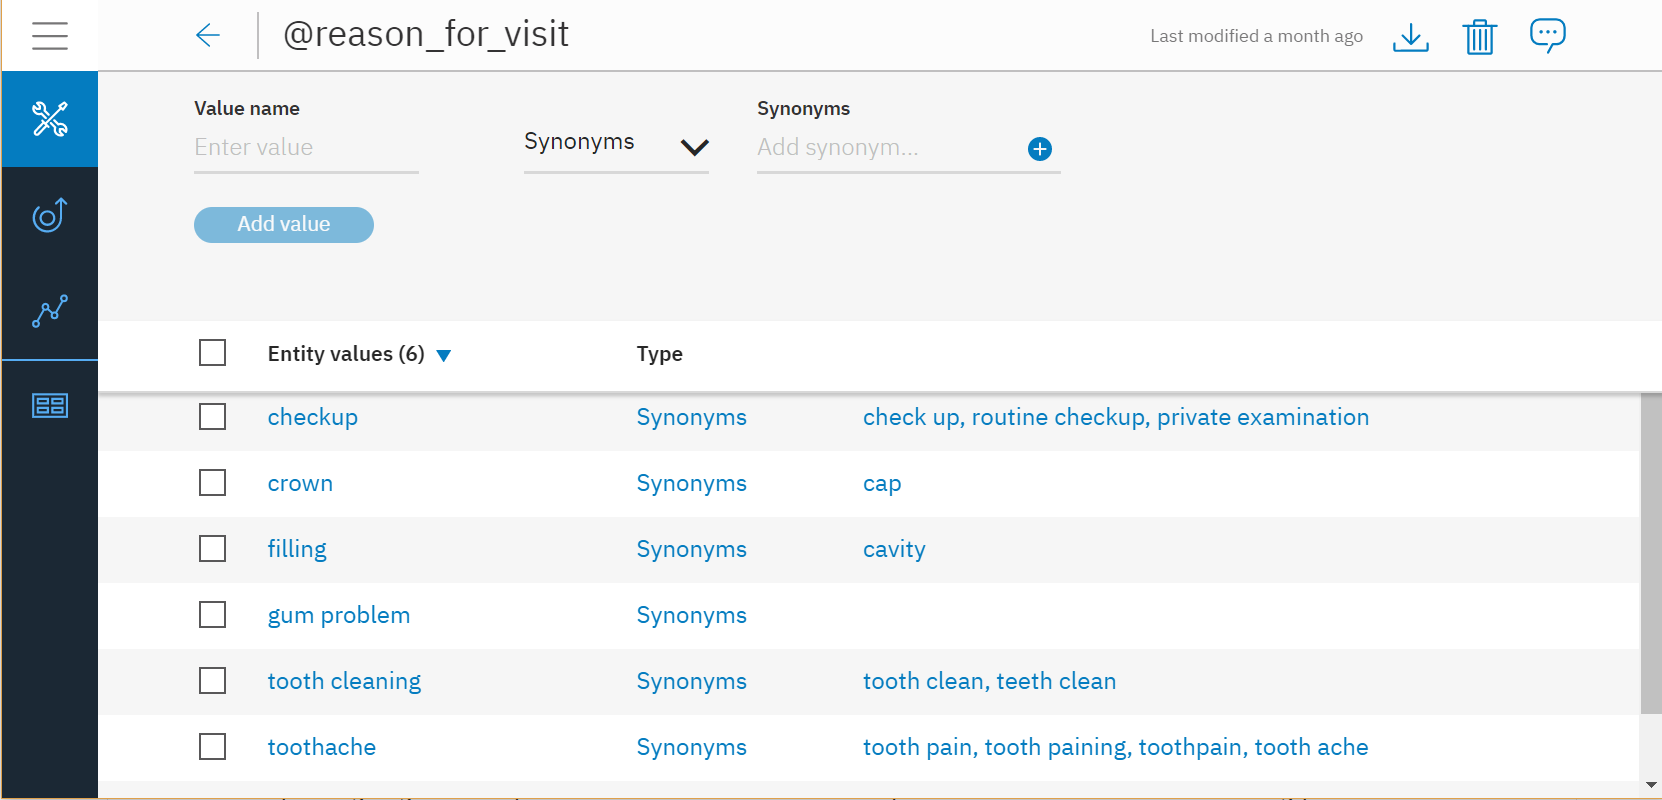 @reason_for_visit
Last modified a month ago
Value name
Synonyms
Enter value
Synonyms
Add synonym...
Add value
Entity values (6)
Type
checkup Synonyms check up, routine checkup, private examination
crown Synonyms cap
filling Synonyms cavity
gum problem Synonyms
tooth cleaning Synonyms tooth clean, teeth clean
toothache Synonyms tooth pain, tooth paining, toothpain, tooth ache